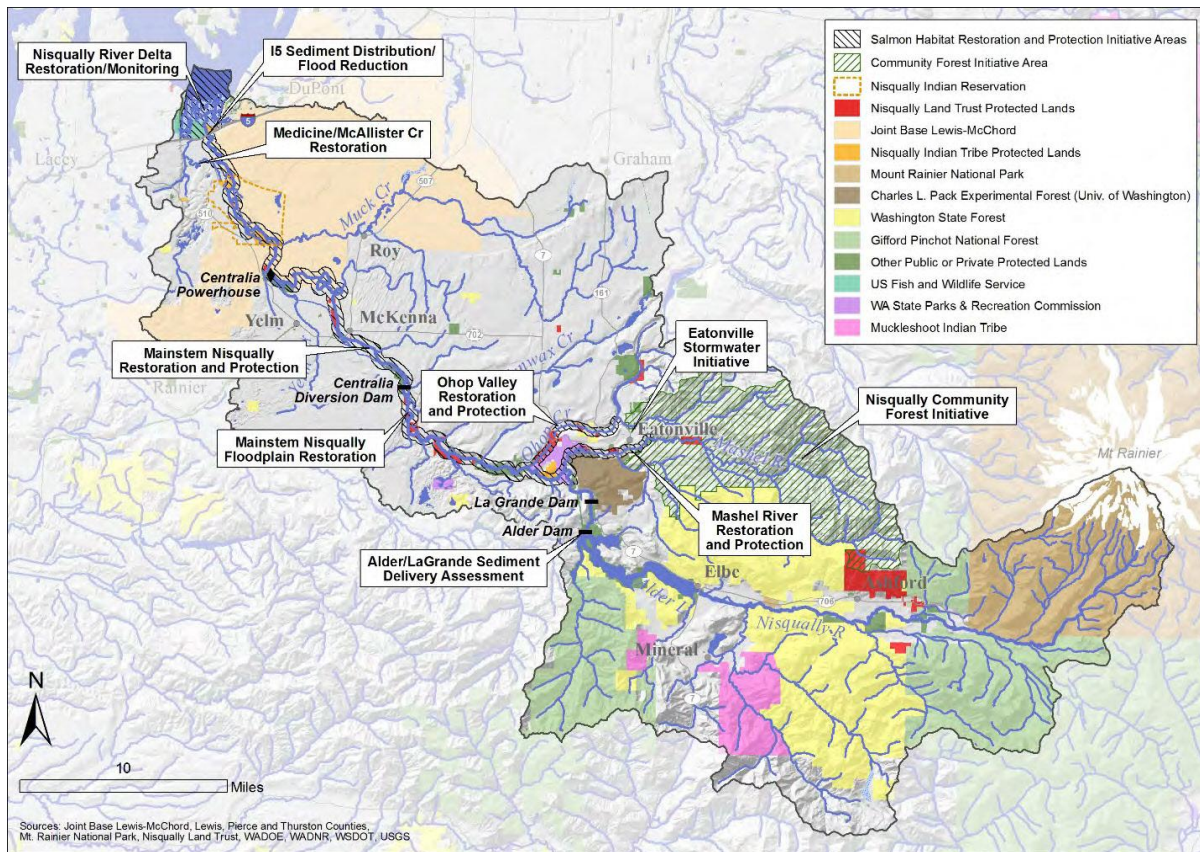 Nisqually River Delta
Restoration/Monitoring
I5 Sediment Distribution/
Flood Reduction
DuPont
5
Medicine/McAllister Cr
Restoration
Lacey
Graham
507
510
Muck Cr
Roy
7
161
Centralia
Powerhouse
Yelm
McKenna
702
Mainstem Nisqually
Restoration and Protection
Rainier
Centralia
Diversion Dam
Ohop Valley
Restoration
and Protection
Eatonville
Stormwater
Initiative
Nisqually Community
Forest Initiative
Mainstem Nisqually
Floodplain Restoration
Ohop Cr
Eatonville
Mt Rainier
La Grande Dam
Alder Dam
Mashel River
Restoration
and Protection
Alder/LaGrande Sediment
Delivery Assessment
7
Elbe
Ashford
706
Alder L
Nisqually R
Mineral
7
Salmon Habitat Restoration and Protection Initiative Areas
Community Forest Initiative Area
Nisqually Indian Reservation
Nisqually Land Trust Protected Lands
Joint Base Lewis-McChord
Nisqually Indian Tribe Protected Lands
Mount Rainier National Park
Charles L. Pack Experimental Forest (Univ. of Washington)
Washington State Forest
Gifford Pinchot National Forest
Other Public or Private Protected Lands
US Fish and Wildlife Service
WA State Parks & Recreation Commission
Muckleshoot Indian Tribe
N
10
Miles
Sources: Joint Base Lewis-McChord, Lewis, Pierce and Thurston Counties,
Mt. Rainier National Park, Nisqually Land Trust, WADOE, WADNR, WSDOT, USGS